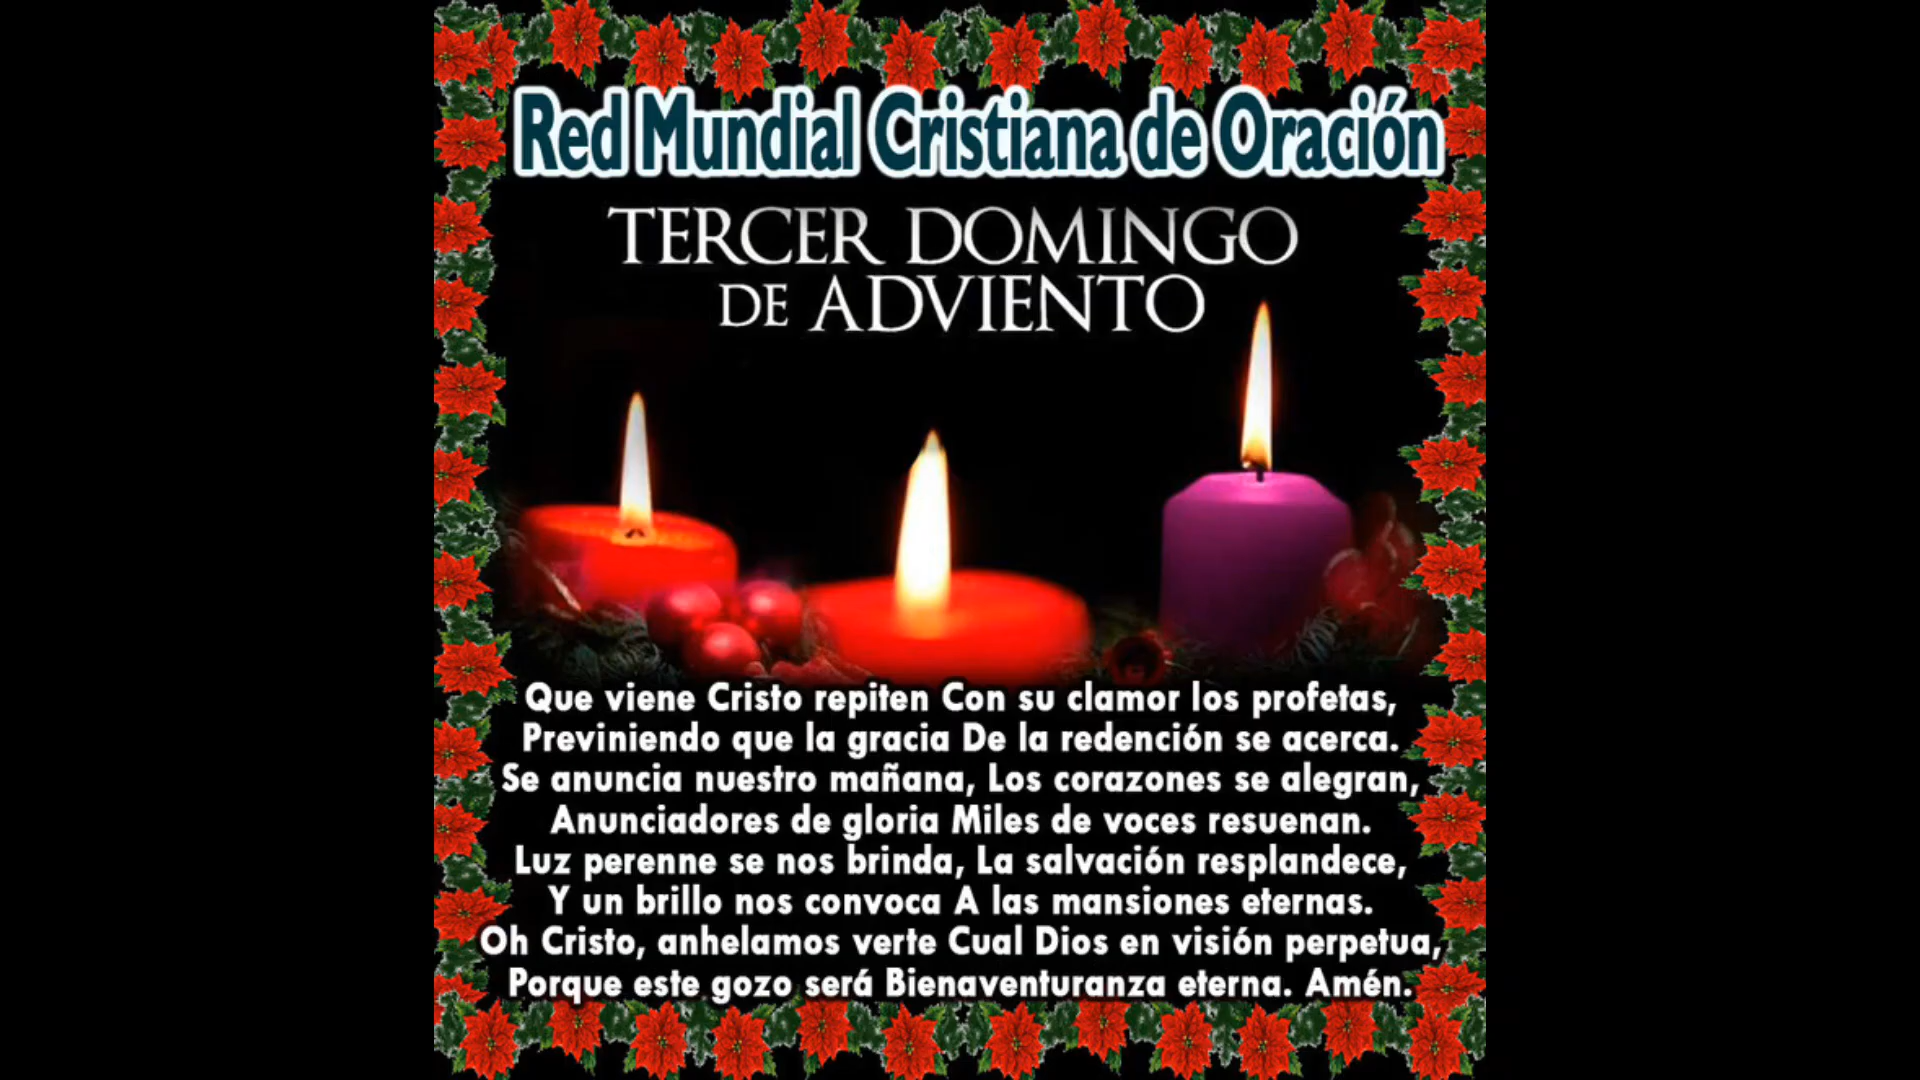 Red Mundial Cristiana de Oración
TERCER DOMINGO
DE ADVIENTO
Que viene Cristo repiten Con su clamor los profetas,
Previniendo que la gracia De la redención se acerca.
Se anuncia nuestro mañana, Los corazones se alegran,
Anunciadores de gloria Miles de voces resuenan.
Luz perenne se nos brinda, La salvación resplandece,
Y un brillo nos convoca A las mansiones eternas.
Oh Cristo, anhelamos verte Cual Dios en visión perpetua,
Porque este gozo será Bienaventuranza eterna. Amén.